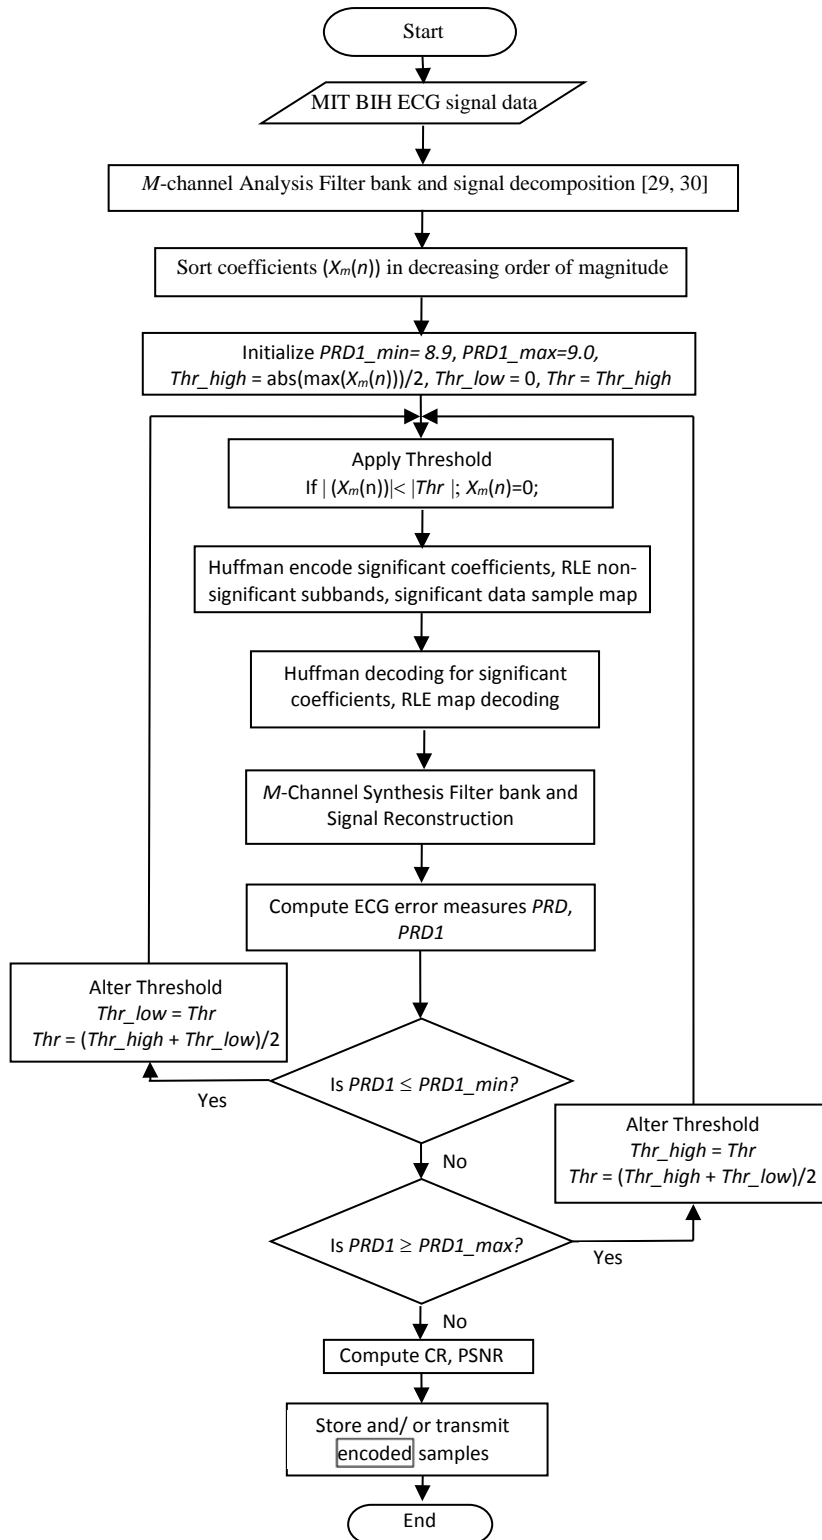 Start
MIT BIH ECG signal data
M-channel Analysis Filter bank and signal decomposition [29, 30]
Sort coefficients (Xm(n)) in decreasing order of magnitude
Initialize PRD1_min= 8.9, PRD1_max=9.0,
Thr_high = abs(max(Xm(n)))/2, Thr_low = 0, Thr = Thr_high
Apply Threshold
If | (Xm(n))|< |Thr |; Xm(n)=0;
Huffman encode significant coefficients, RLE non-
significant subbands, significant data sample map
Huffman decoding for significant
coefficients, RLE map decoding
M-Channel Synthesis Filter bank and
Signal Reconstruction
Compute ECG error measures PRD,
PRD1
Alter Threshold
Thr_low = Thr
Thr = (Thr_high + Thr_low)/2
Is PRD1 ≤ PRD1_min?
Yes
No
Alter Threshold
Thr_high = Thr
Thr = (Thr_high + Thr_low)/2
Is PRD1 ≥ PRD1_max?
Yes
No
Compute CR, PSNR
Store and/ or transmit
encoded samples
End